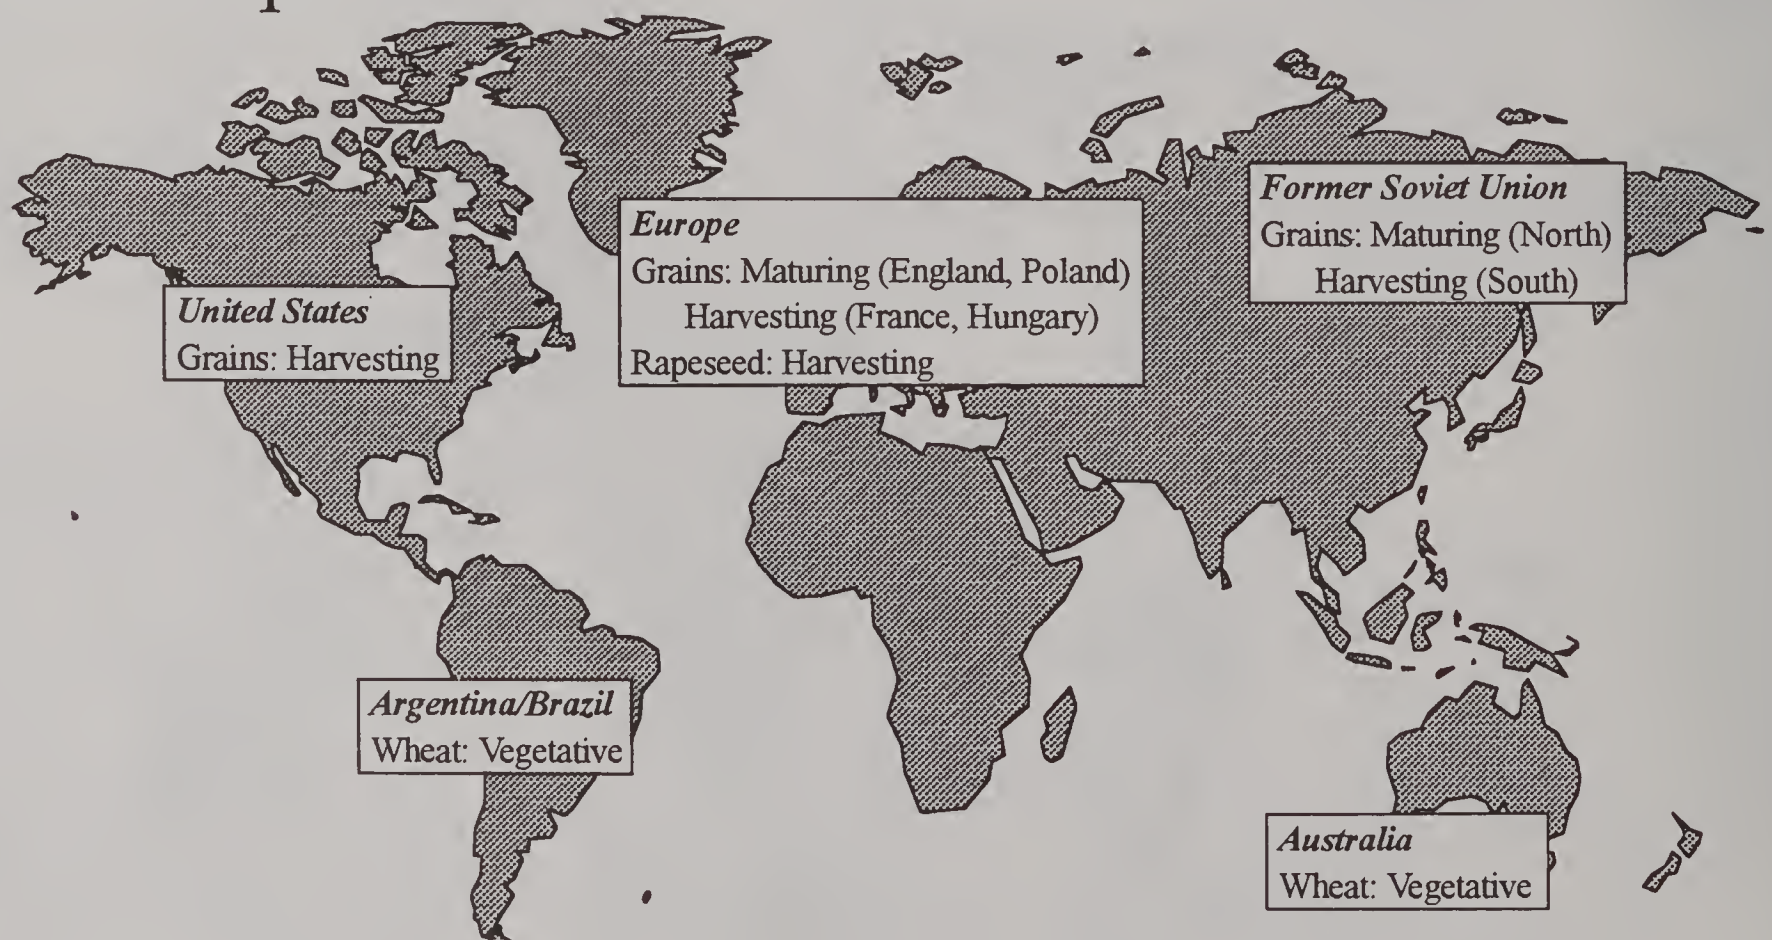 Europe
Grains: Maturing (England, Poland)
Harvesting (France, Hungary)
Rapeseed: Harvesting
Former Soviet Union
Grains: Maturing (North)
Harvesting (South)
United States
Grains: Harvesting
Argentina/Brazil
Wheat: Vegetative
Australia
Wheat: Vegetative